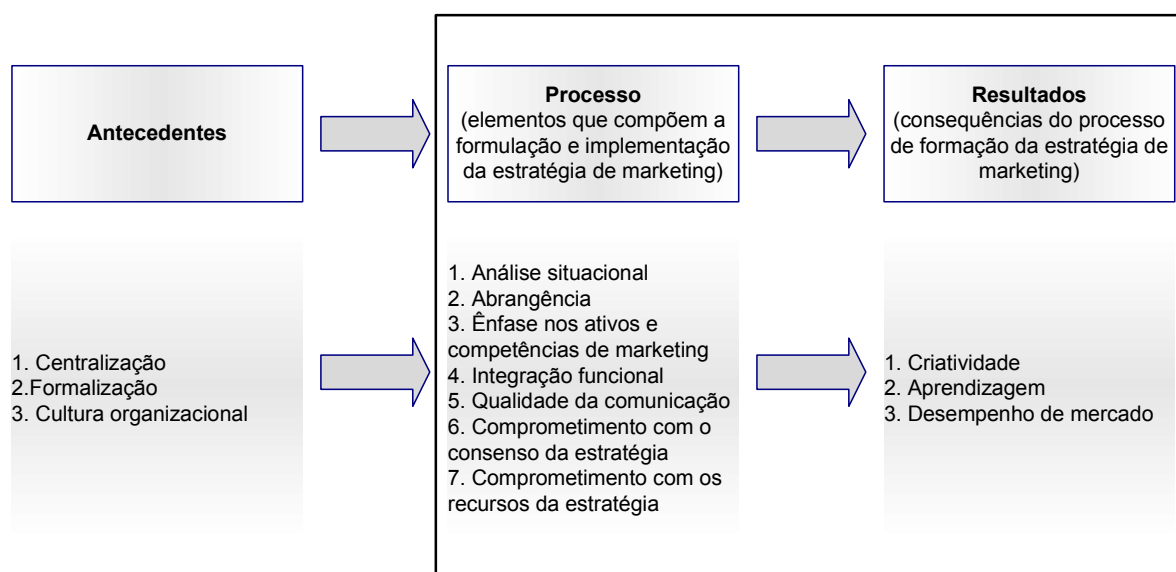 Antecedentes
Processo
(elementos que compõem a
formulação e implementação
da estratégia de marketing)
Resultados
(consequências do processo
de formação da estratégia de
marketing)
1. Centralização
2.Formalização
3. Cultura organizacional
1. Análise situacional
2. Abrangência
3. Ênfase nos ativos e
competências de marketing
4. Integração funcional
5. Qualidade da comunicação
6. Comprometimento com o
consenso da estratégia
7. Comprometimento com os
recursos da estratégia
1. Criatividade
2. Aprendizagem
3. Desempenho de mercado